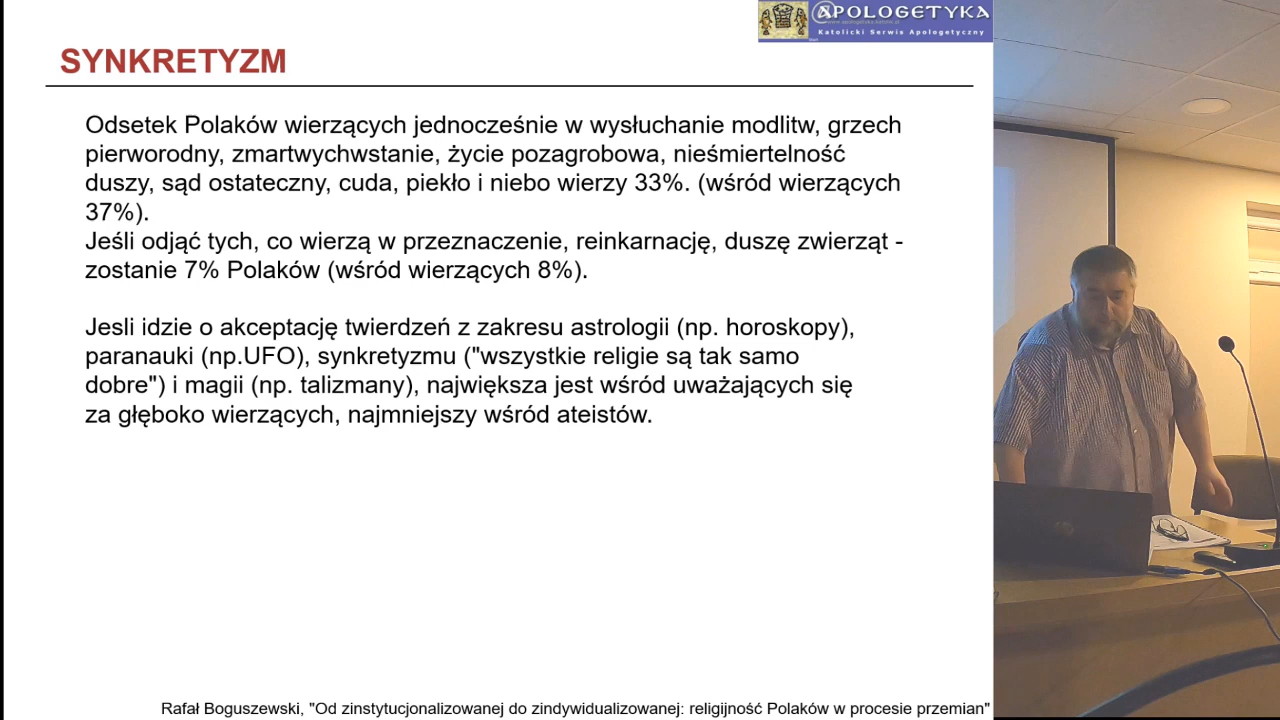 @POLOGETYKA
Katolicki Serwis Apologetyczny
SYNKRETYZM
Odsetek Polaków wierzących jednocześnie w wysłuchanie modlitw, grzech
pierworodny, zmartwychwstanie, życie pozagrobowa, nieśmiertelność
duszy, sąd ostateczny, cuda, piekło i niebo wierzy 33%. (wśród wierzących
37%).
Jeśli odjąć tych, co wierzą w przeznaczenie, reinkarnację, duszę zwierząt -
zostanie 7% Polaków (wśród wierzących 8%).
Jesli idzie o akceptację twierdzeń z zakresu astrologii (np. horoskopy),
paranauki (np.UFO), synkretyzmu ("wszystkie religie są tak samo
dobre") i magii (np. talizmany), największa jest wśród uważających się
za głęboko wierzących, najmniejszy wśród ateistów.
Rafał Boguszewski, "Od zinstytucjonalizowanej do zindywidualizowanej: religijność Polaków w procesie przemian"